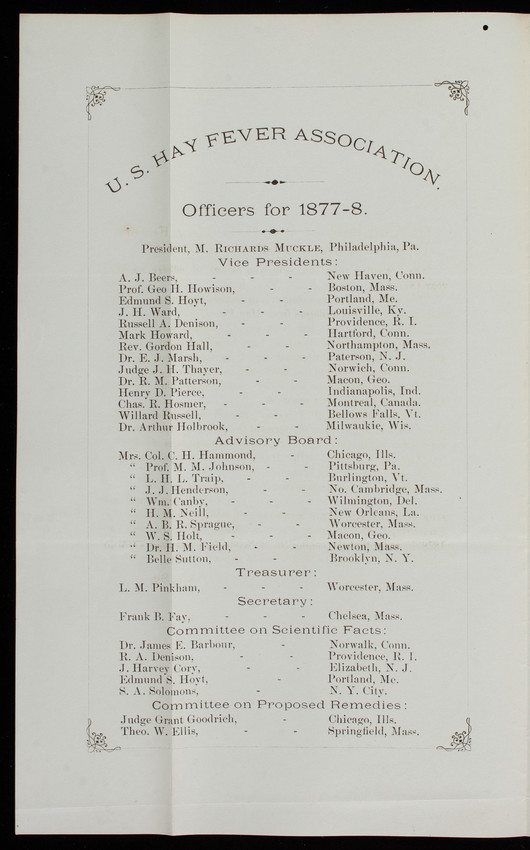 U. S. HAY FEVER ASSOCIATION.
Officers for 1877-8.
President, M. RICHARDS MUCKLE, Philadelphia, Pa.
Vice Presidents:
A. J. Beers, - - - New Haven, Conn.
Prof. Geo H. Howison, - - Boston, Mass.
Edmund S. Hoyt, - - Portland, Me.
J. H. Ward, - - - Louisville, Ky.
Russell A. Denison, - - Providence, R. I.
Mark Howard, - - - Hartford, Conn.
Rev. Gordon Hall, - - Northampton, Mass.
Dr. E. J. Marsh, - - - Paterson, N. J.
Judge J. H. Thayer, - - Norwich, Conn.
Dr. R. M. Patterson, - - Macon, Geo.
Henry D. Pierce, - - Indianapolis, Ind.
Chas. R. Hosmer, - - - Montreal, Canada.
Willard Russell, - - Bellows Falls, Vt.
Dr. Arthur Holbrook, - - Milwaukie, Wis.
Advisory Board:
Mrs. Col. C. H. Hammond, - Chicago, Ills.
“ Prof. M. M. Johnson, - - Pittsburg, Pa.
“ L. H. L. Traip, - - Burlington, Vt.
“ J. J. Henderson, - - No. Cambridge, Mass.
“ Wm. Canby, - - - Wilmington, Del.
“ H. M. Neill, - - New Orleans, La.
“ A. B. R. Sprague, - - Worcester, Mass.
“ W. S. Holt, - - - Macon, Geo.
“ Dr. H. M. Field, - - Newton, Mass.
“ Belle Sutton, - - Brooklyn, N. Y.
Treasurer:
L. M. Pinkham, - - - Worcester, Mass.
Secretary:
Frank B. Fay, - - - Chelsea, Mass.
Committee on Scientific Facts:
Dr. James E. Barbour, - Norwalk, Conn.
R. A. Denison, - - Providence, R. I.
J. Harvey Cory, - - Elizabeth, N. J.
Edmund S. Hoyt, - Portland, Me.
S. A. Solomons, - N. Y. City.
Committee on Proposed Remedies:
Judge Grant Goodrich, - Chicago, Ills.
Theo. W. Ellis, - - Springfield, Mass.